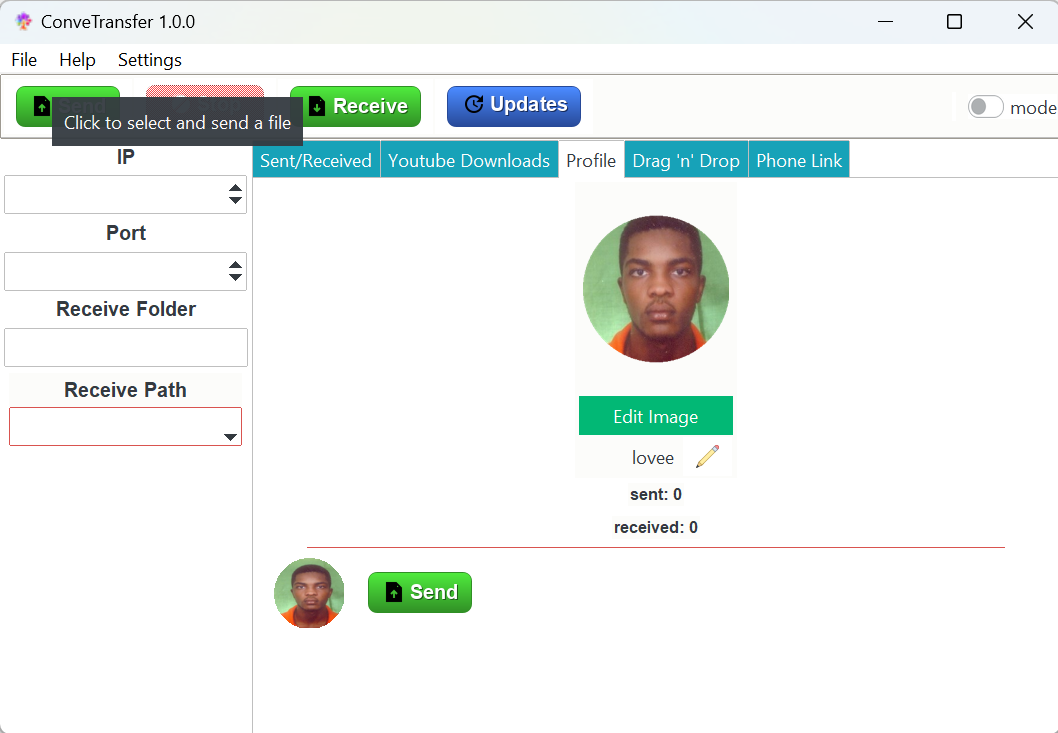 ConveTransfer 1.0.0
File Help Settings
Send
Click to select and send a file
Receive
Updates
mode
IP
Port
Receive Folder
Receive Path
Sent/Received Youtube Downloads Profile Drag 'n' Drop Phone Link
Edit Image
lovee
sent: 0
received: 0
Send